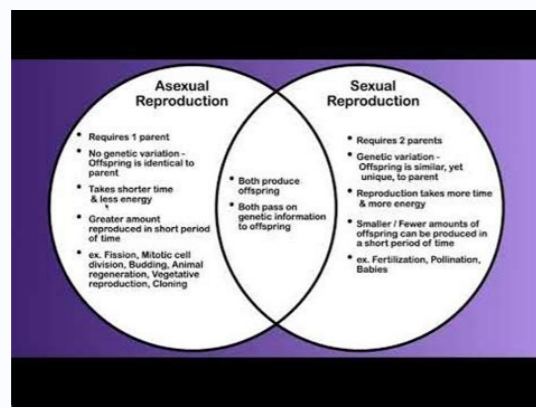 Asexual
Reproduction
• Requires 1 parent
• No genetic variation -
Offspring is identical to
parent
• Takes shorter time
& less energy
• Greater amount
reproduced in short period
of time
• ex. Fission, Mitotic cell
division, Budding, Animal
regeneration, Vegetative
reproduction, Cloning
• Both produce
offspring
• Both pass on
genetic information
to offspring
Sexual
Reproduction
• Requires 2 parents
• Genetic variation -
Offspring is similar, yet
unique, to parent
• Reproduction takes more time
& more energy
• Smaller / Fewer amounts of
offspring can be produced in
a short period of time
• ex. Fertilization, Pollination,
Babies